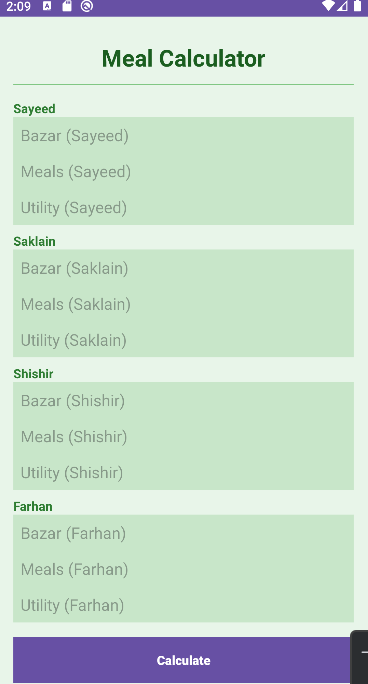 2:09
Meal Calculator
Sayeed
Bazar (Sayeed)
Meals (Sayeed)
Utility (Sayeed)
Saklain
Bazar (Saklain)
Meals (Saklain)
Utility (Saklain)
Shishir
Bazar (Shishir)
Meals (Shishir)
Utility (Shishir)
Farhan
Bazar (Farhan)
Meals (Farhan)
Utility (Farhan)
Calculate